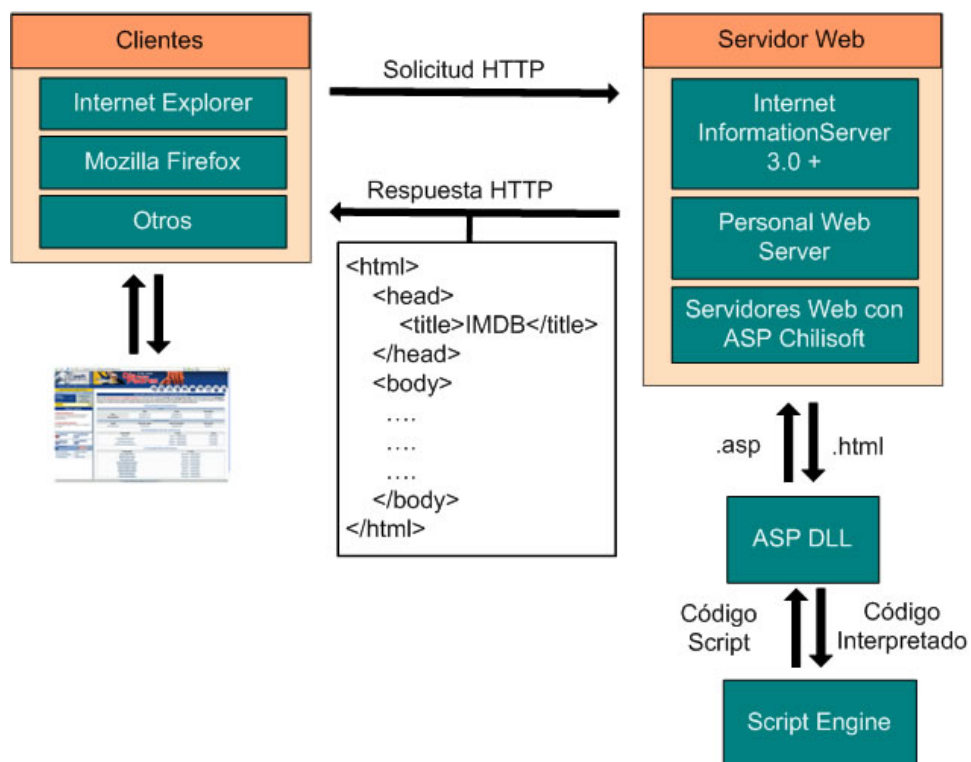 Clientes
Internet Explorer
Mozilla Firefox
Otros
Solicitud HTTP
Respuesta HTTP
<html>
<head>
<title>IMDB</title>
</head>
<body>
....
....
....
</body>
</html>
Servidor Web
Internet
InformationServer
3.0 +
Personal Web
Server
Servidores Web con
ASP Chilisoft
.asp
.html
ASP DLL
Código
Script
Código
Interpretado
Script Engine